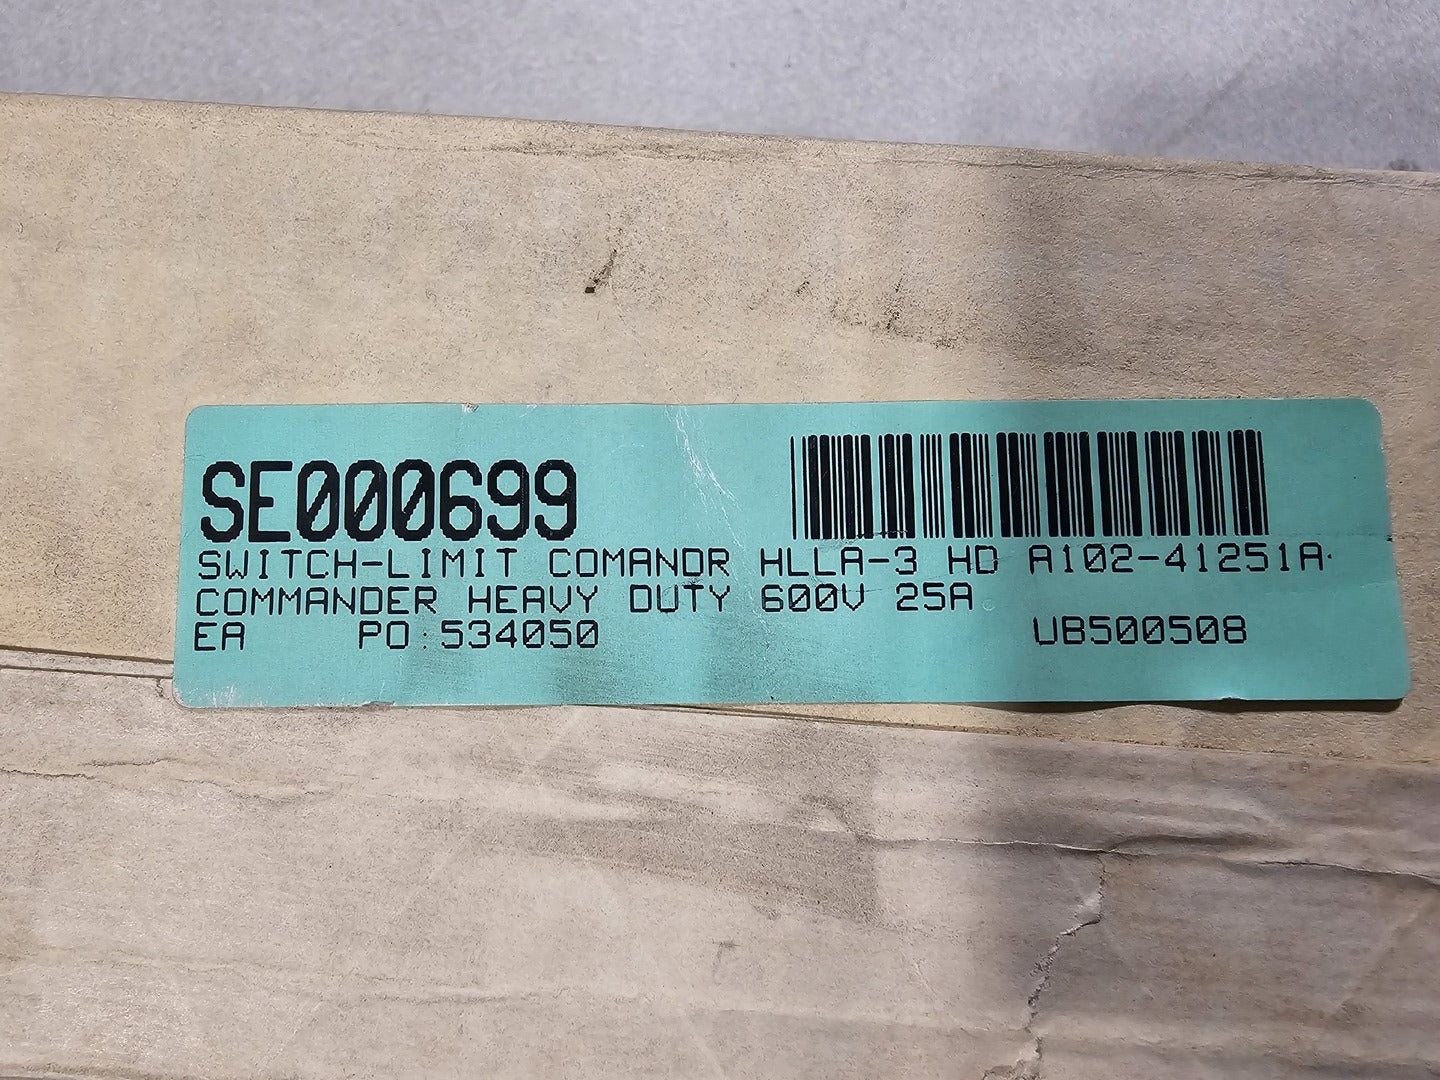 SE000699
SWITCH-LIMIT COMANDR HLLA-3 HD A102-41251A
COMMANDER HEAVY DUTY 600V 25A
EA PO:534050 UB500508